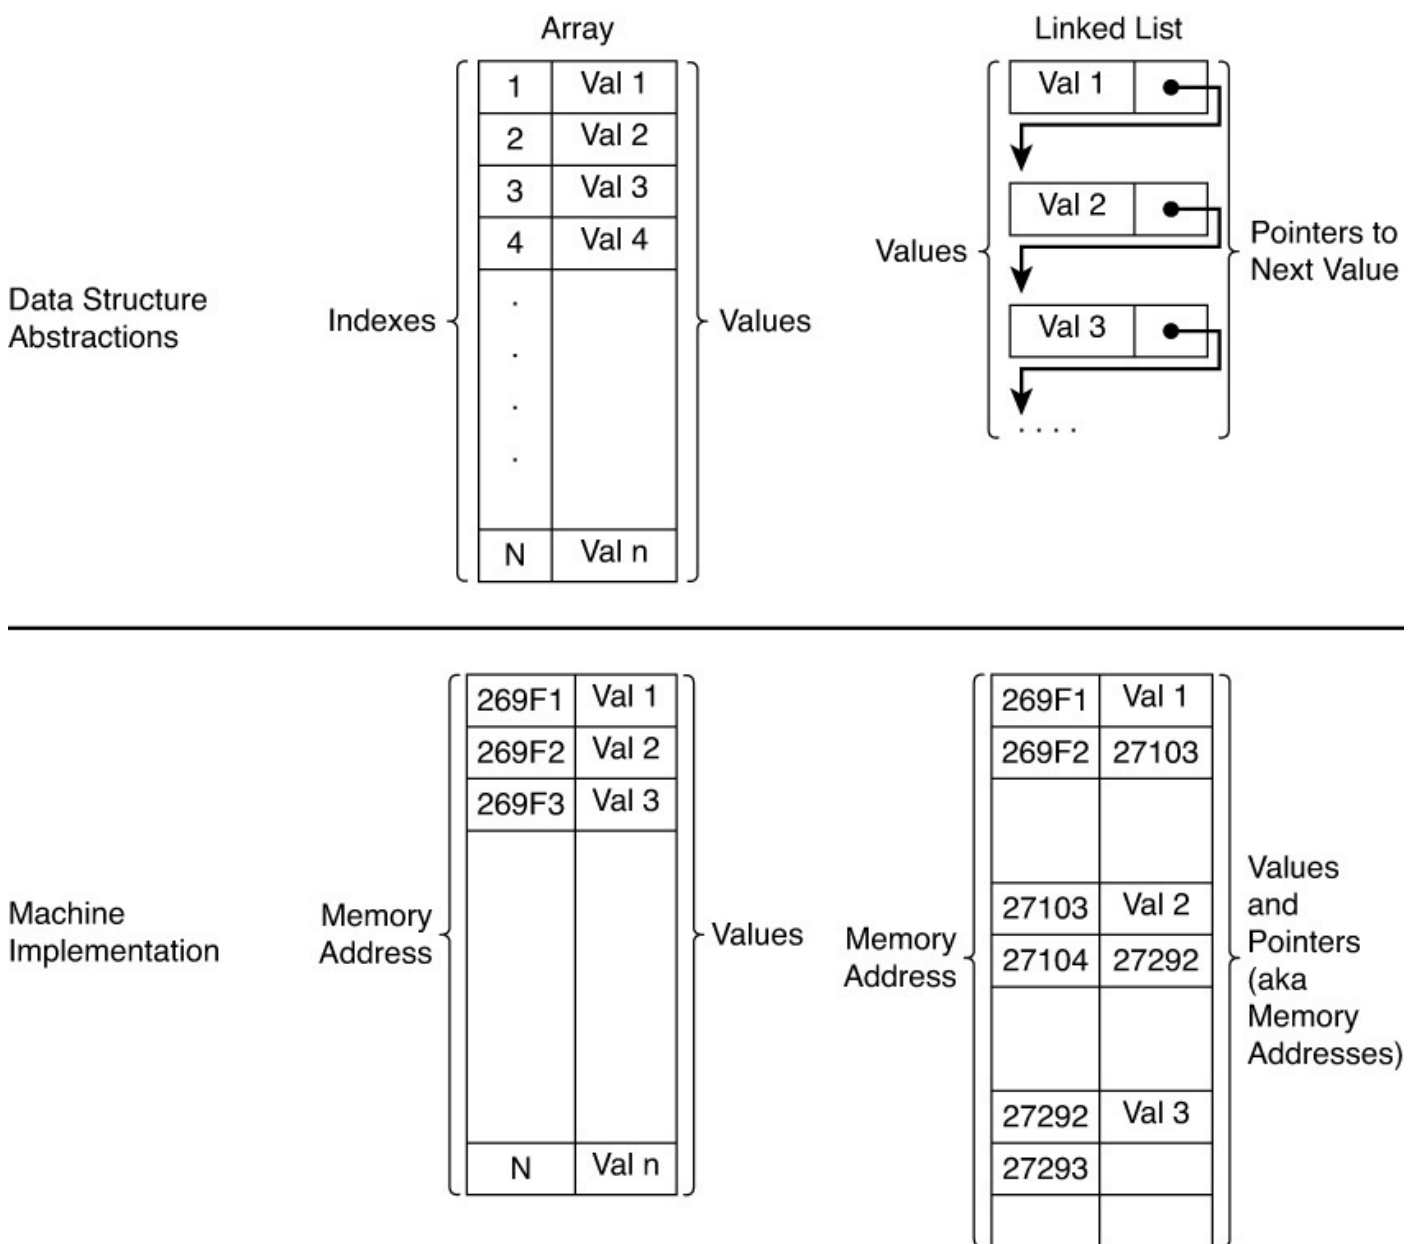 Array
Linked List
1 Val 1
2 Val 2
3 Val 3
4 Val 4
.
.
.
.
N Val n
Indexes
Values
Val 1
Val 2
Val 3
. . . .
Values
Pointers to
Next Value
Data Structure
Abstractions
269F1 Val 1
269F2 Val 2
269F3 Val 3
N Val n
Memory
Address
Values
269F1 Val 1
269F2 27103
27103 Val 2
27104 27292
27292 Val 3
27293
Memory
Address
Values
and
Pointers
(aka
Memory
Addresses)
Machine
Implementation